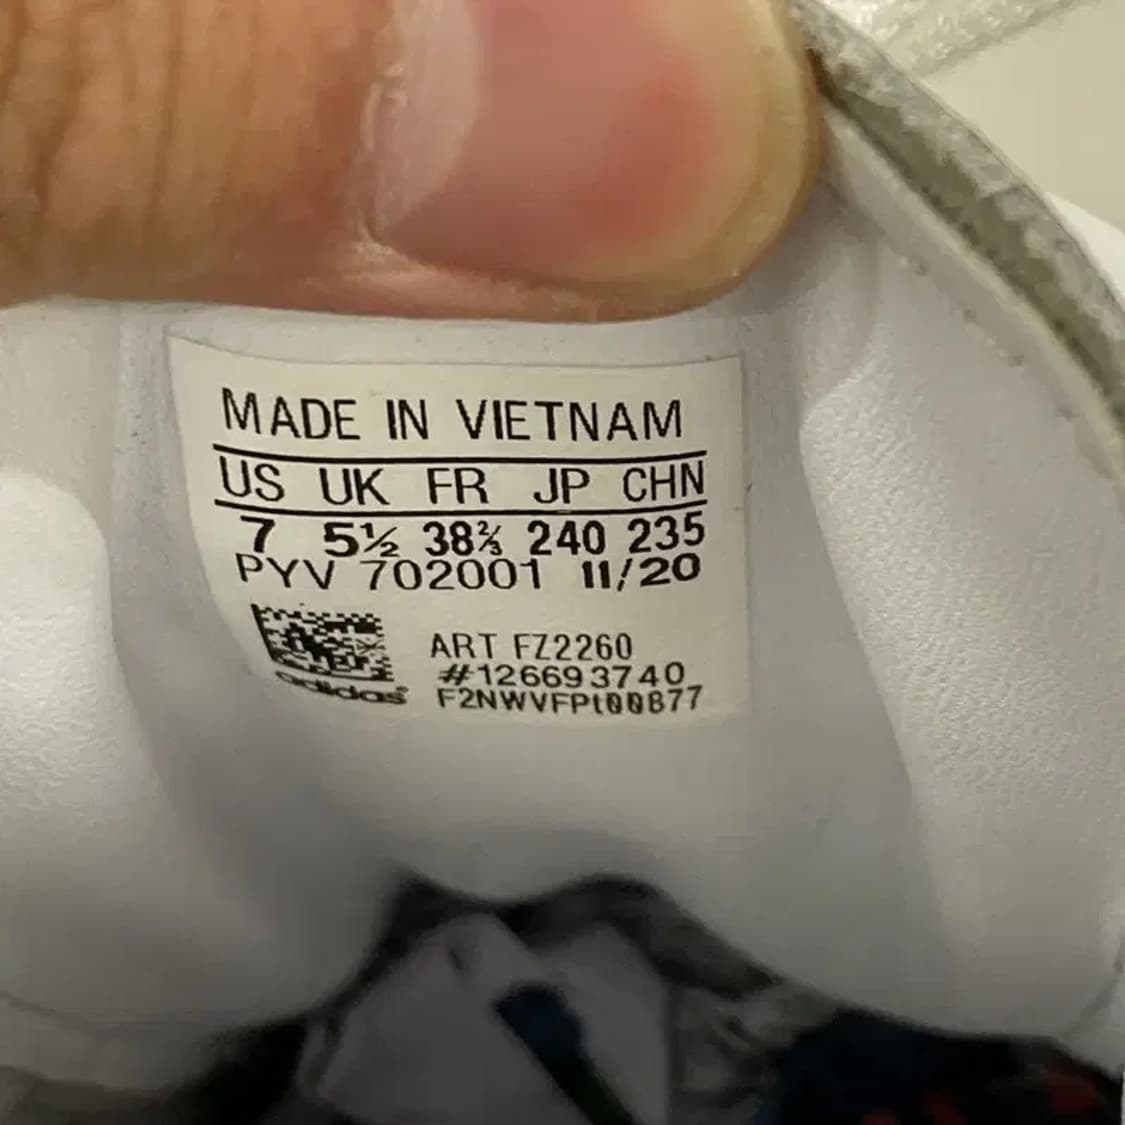 MADE IN VIETNAM
US UK FR JP CHN
7 5½ 38⅔ 240 235
PYV 702001 11/20
ART FZ2260
#126693740
adidas